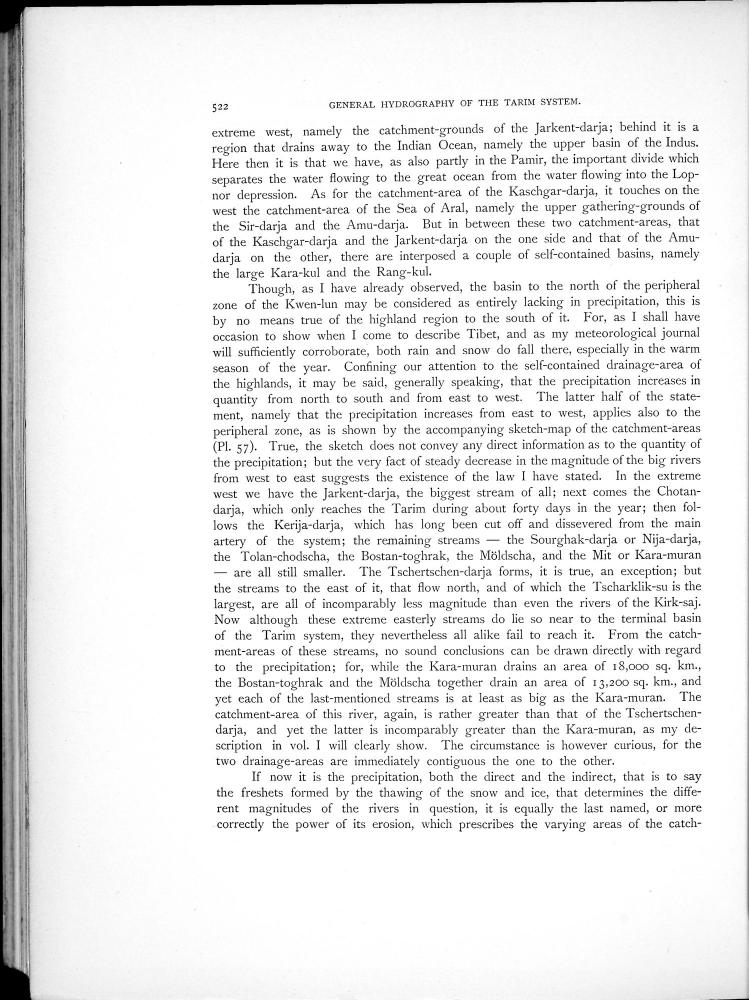 522 GENERAL HYDROGRAPHY OF THE TARIM SYSTEM.
extreme west, namely the catchment-grounds of the Jarkent-darja; behind it is a
region that drains away to the Indian Ocean, namely the upper basin of the Indus.
Here then it is that we have, as also partly in the Pamir, the important divide which
separates the water flowing to the great ocean from the water flowing into the Lop-
nor depression. As for the catchment-area of the Kaschgar-darja, it touches on the
west the catchment-area of the Sea of Aral, namely the upper gathering-grounds of
the Sir-darja and the Amu-darja. But in between these two catchment-areas, that
of the Kaschgar-darja and the Jarkent-darja on the one side and that of the Amu-
darja on the other, there are interposed a couple of self-contained basins, namely
the large Kara-kul and the Rang-kul.
Though, as I have already observed, the basin to the north of the peripheral
zone of the Kwen-lun may be considered as entirely lacking in precipitation, this is
by no means true of the highland region to the south of it. For, as I shall have
occasion to show when I come to describe Tibet, and as my meteorological journal
will sufficiently corroborate, both rain and snow do fall there, especially in the warm
season of the year. Confining our attention to the self-contained drainage-area of
the highlands, it may be said, generally speaking, that the precipitation increases in
quantity from north to south and from east to west. The latter half of the state-
ment, namely that the precipitation increases from east to west, applies also to the
peripheral zone, as is shown by the accompanying sketch-map of the catchment-areas
(Pl. 57). True, the sketch does not convey any direct information as to the quantity of
the precipitation; but the very fact of steady decrease in the magnitude of the big rivers
from west to east suggests the existence of the law I have stated. In the extreme
west we have the Jarkent-darja, the biggest stream of all; next comes the Chotan-
darja, which only reaches the Tarim during about forty days in the year; then fol-
lows the Kerija-darja, which has long been cut off and dissevered from the main
artery of the system; the remaining streams — the Sourghak-darja or Nija-darja,
the Tolan-chodscha, the Bostan-toghrak, the Möldscha, and the Mit or Kara-muran
— are all still smaller. The Tschertschen-darja forms, it is true, an exception; but
the streams to the east of it, that flow north, and of which the Tscharklik-su is the
largest, are all of incomparably less magnitude than even the rivers of the Kirk-saj.
Now although these extreme easterly streams do lie so near to the terminal basin
of the Tarim system, they nevertheless all alike fail to reach it. From the catch-
ment-areas of these streams, no sound conclusions can be drawn directly with regard
to the precipitation; for, while the Kara-muran drains an area of 18,000 sq. km.,
the Bostan-toghrak and the Möldscha together drain an area of 13,200 sq. km., and
yet each of the last-mentioned streams is at least as big as the Kara-muran. The
catchment-area of this river, again, is rather greater than that of the Tschertschen-
darja, and yet the latter is incomparably greater than the Kara-muran, as my de-
scription in vol. I will clearly show. The circumstance is however curious, for the
two drainage-areas are immediately contiguous the one to the other.
If now it is the precipitation, both the direct and the indirect, that is to say
the freshets formed by the thawing of the snow and ice, that determines the diffe-
rent magnitudes of the rivers in question, it is equally the last named, or more
correctly the power of its erosion, which prescribes the varying areas of the catch-